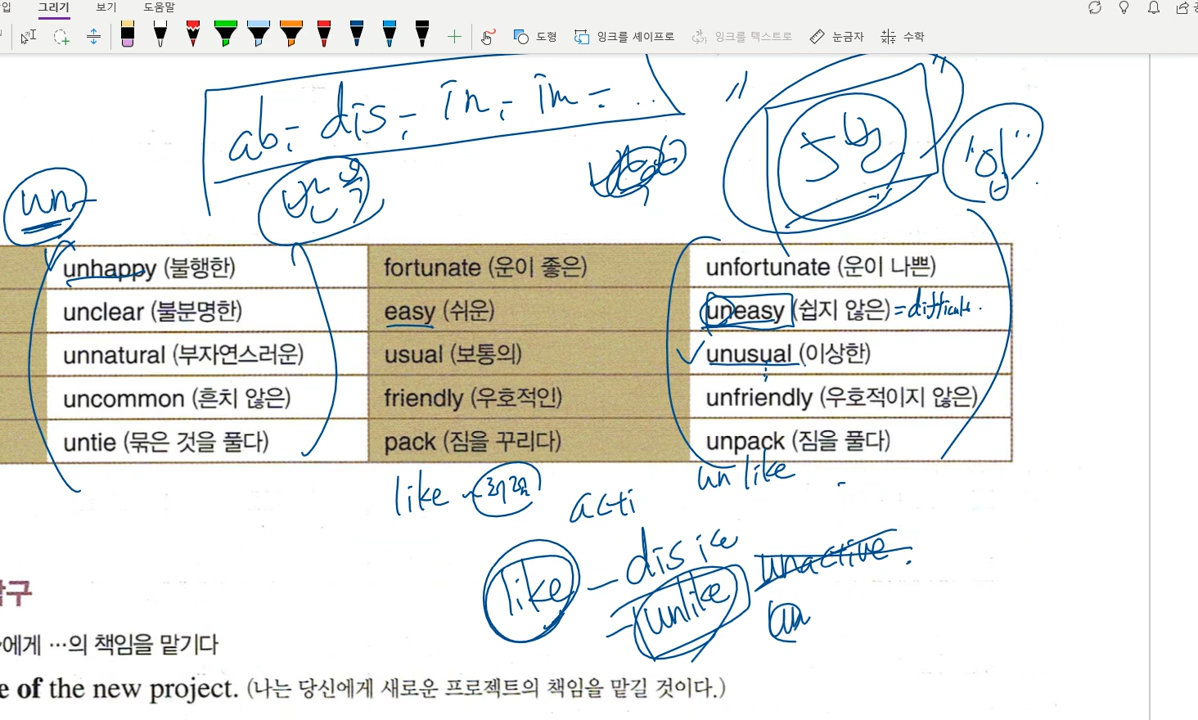 입 그리기 보기 도움말
도형 잉크를 셰이프로 잉크를 텍스트로 눈금자 수학
ab- dis- in- im- = ...
un-
unhappy (불행한) fortunate (운이 좋은) unfortunate (운이 나쁜)
unclear (불분명한) easy (쉬운) uneasy (쉽지 않은) = difficult.
unnatural (부자연스러운) usual (보통의) unusual (이상한)
uncommon (흔치 않은) friendly (우호적인) unfriendly (우호적이지 않은)
untie (묶은 것을 풀다) pack (짐을 꾸리다) unpack (짐을 풀다)
like unlike
acti
like
unlike unactive
un
구
에게 …의 책임을 맡기다
e of the new project. (나는 당신에게 새로운 프로젝트의 책임을 맡길 것이다.)